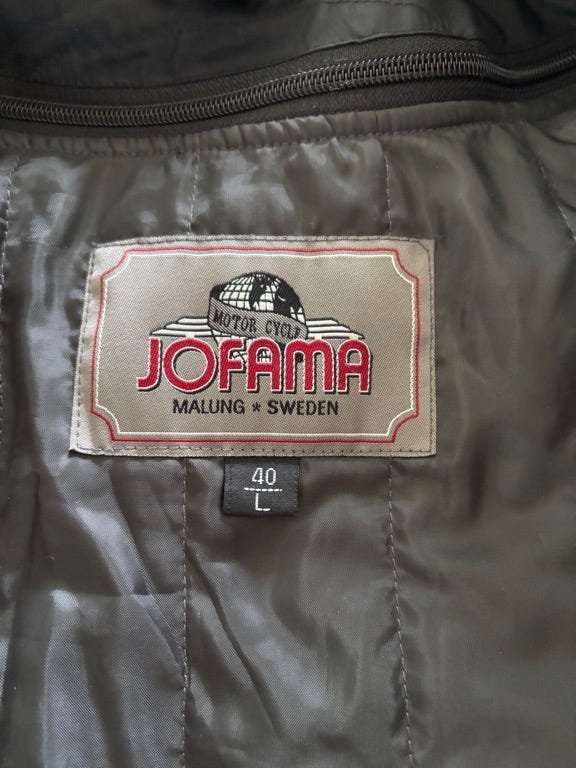 MOTOR CYCLE
JOFAMA
MALUNG * SWEDEN
40
L